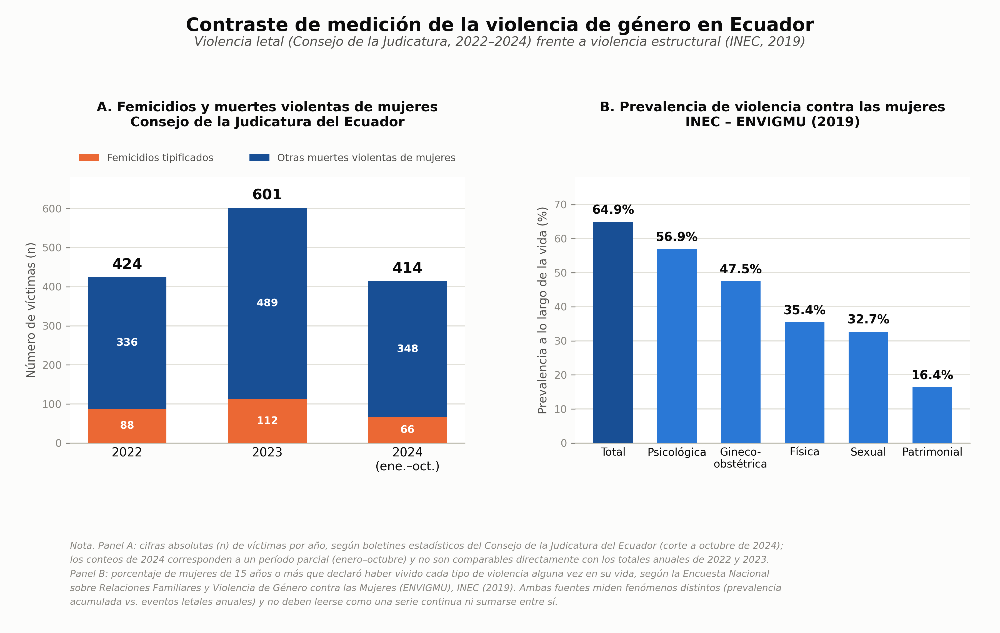 Contraste de medición de la violencia de género en Ecuador
Violencia letal (Consejo de la Judicatura, 2022–2024) frente a violencia estructural (INEC, 2019)
A. Femicidios y muertes violentas de mujeres
Consejo de la Judicatura del Ecuador
Femicidios tipificados
Otras muertes violentas de mujeres
Número de víctimas (n)
600
500
400
300
200
100
0
424
336
88
601
489
112
414
348
66
2022
2023
2024
(ene.–oct.)
B. Prevalencia de violencia contra las mujeres
INEC – ENVIGMU (2019)
Prevalencia a lo largo de la vida (%)
70
60
50
40
30
20
10
0
64.9%
56.9%
47.5%
35.4%
32.7%
16.4%
Total
Psicológica
Gineco-
obstétrica
Física
Sexual
Patrimonial
Nota. Panel A: cifras absolutas (n) de víctimas por año, según boletines estadísticos del Consejo de la Judicatura del Ecuador (corte a octubre de 2024);
los conteos de 2024 corresponden a un período parcial (enero–octubre) y no son comparables directamente con los totales anuales de 2022 y 2023.
Panel B: porcentaje de mujeres de 15 años o más que declaró haber vivido cada tipo de violencia alguna vez en su vida, según la Encuesta Nacional
sobre Relaciones Familiares y Violencia de Género contra las Mujeres (ENVIGMU), INEC (2019). Ambas fuentes miden fenómenos distintos (prevalencia
acumulada vs. eventos letales anuales) y no deben leerse como una serie continua ni sumarse entre sí.